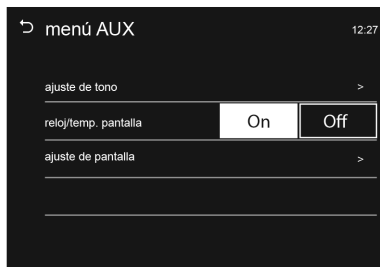 menú AUX 12:27
ajuste de tono >
reloj/temp. pantalla On Off
ajuste de pantalla >